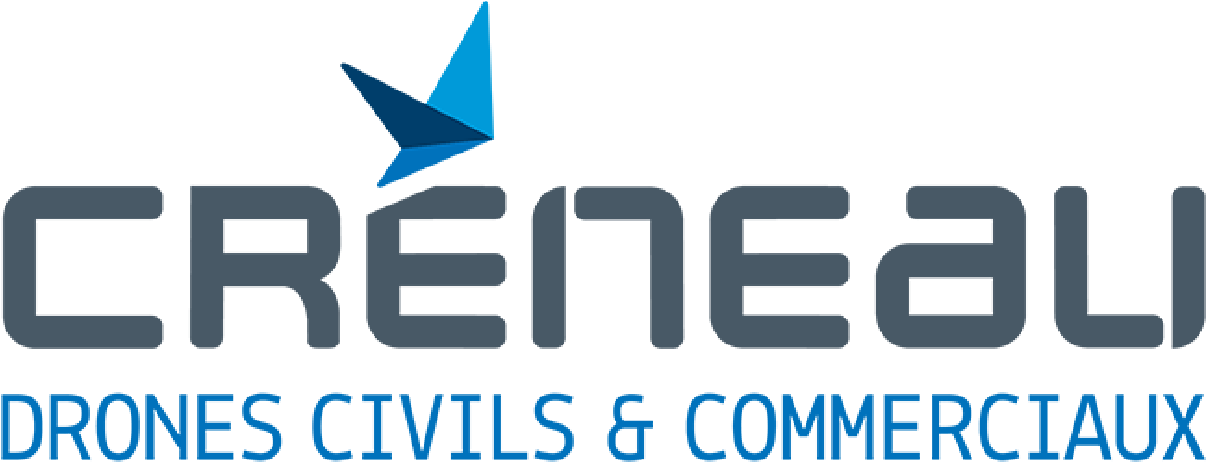 CRÉNEAU
DRONES CIVILS & COMMERCIAUX